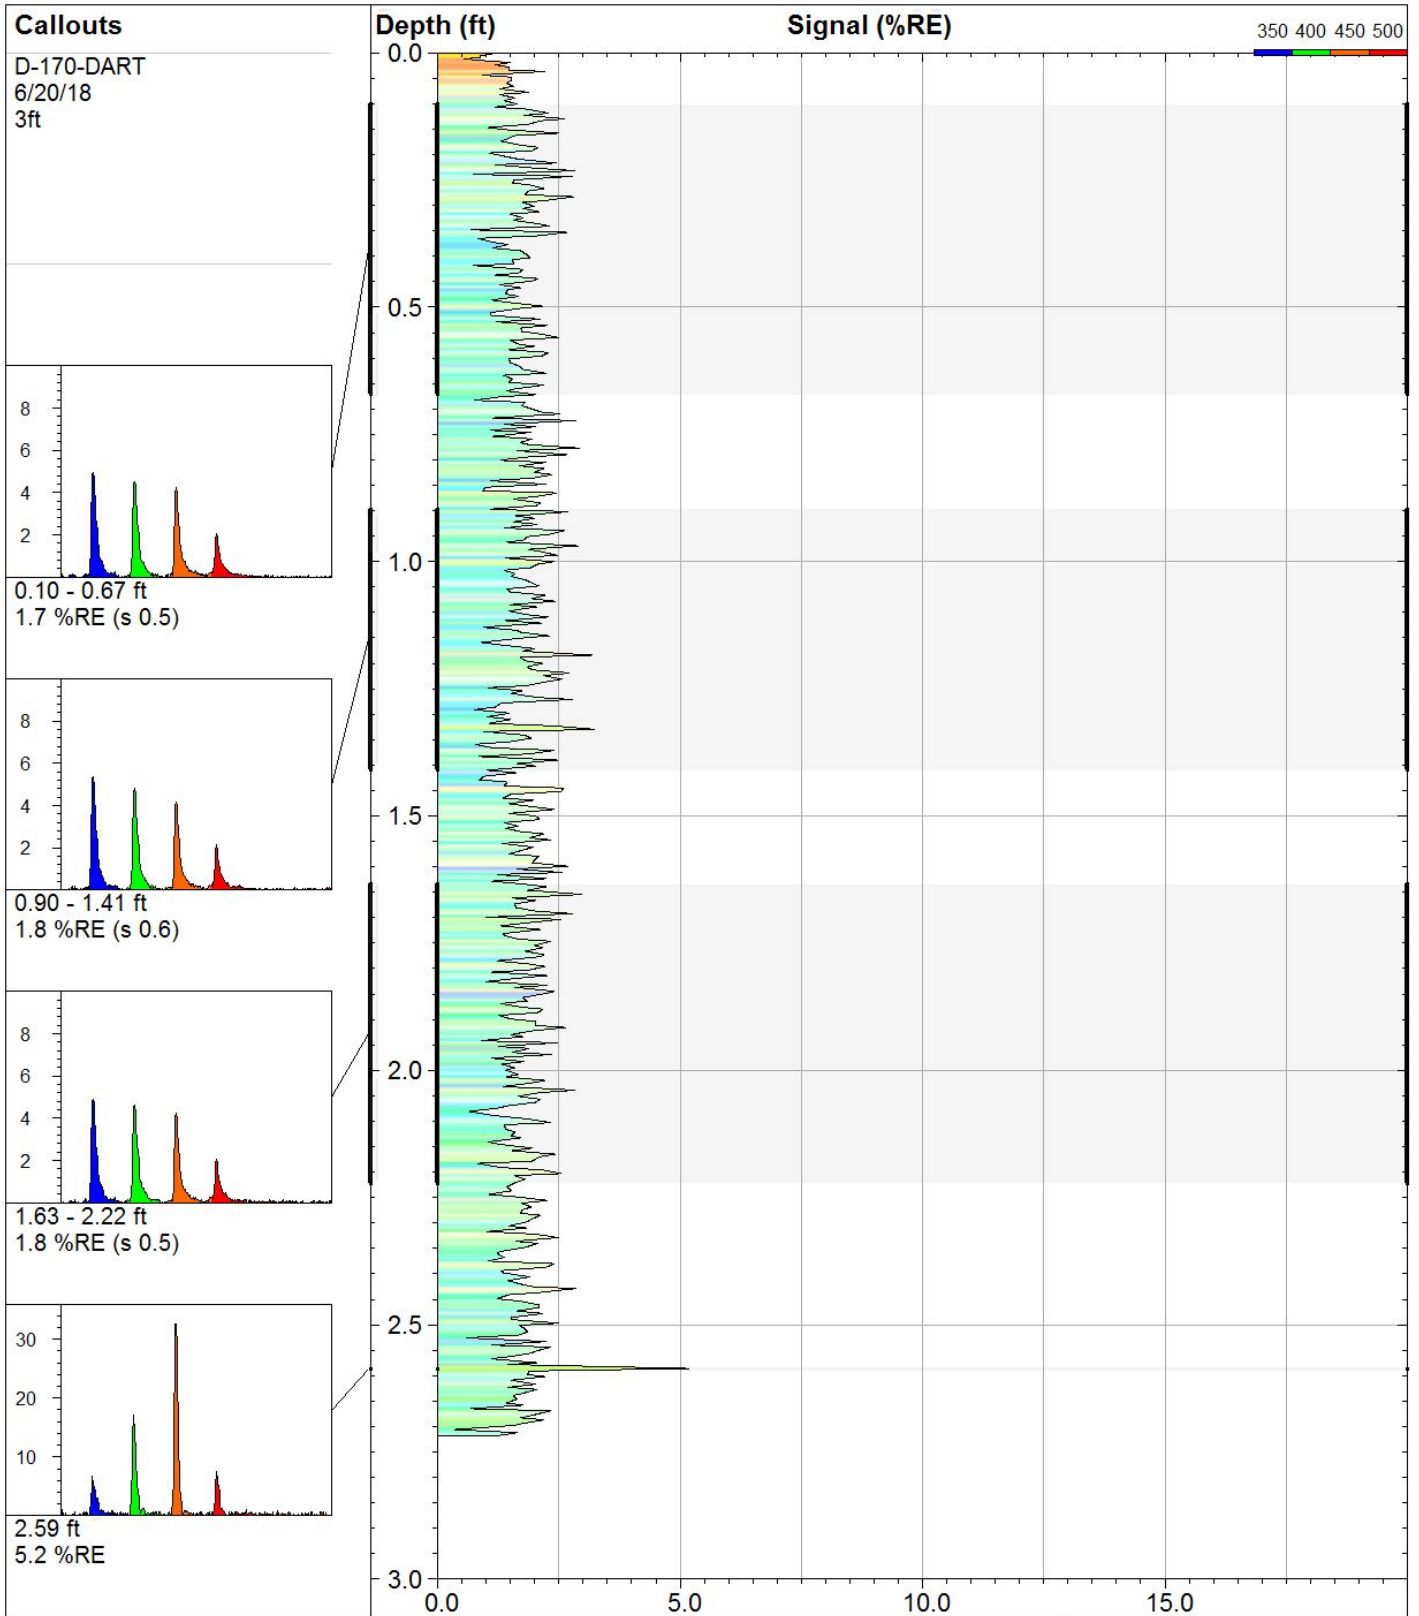 Callouts
Depth (ft)
Signal (%RE)
350 400 450 500
D-170-DART
6/20/18
3ft
8
6
4
2
0.10 - 0.67 ft
1.7 %RE (s 0.5)
8
6
4
2
0.90 - 1.41 ft
1.8 %RE (s 0.6)
8
6
4
2
1.63 - 2.22 ft
1.8 %RE (s 0.5)
30
20
10
2.59 ft
5.2 %RE
0.0
0.5
1.0
1.5
2.0
2.5
3.0
0.0 5.0 10.0 15.0